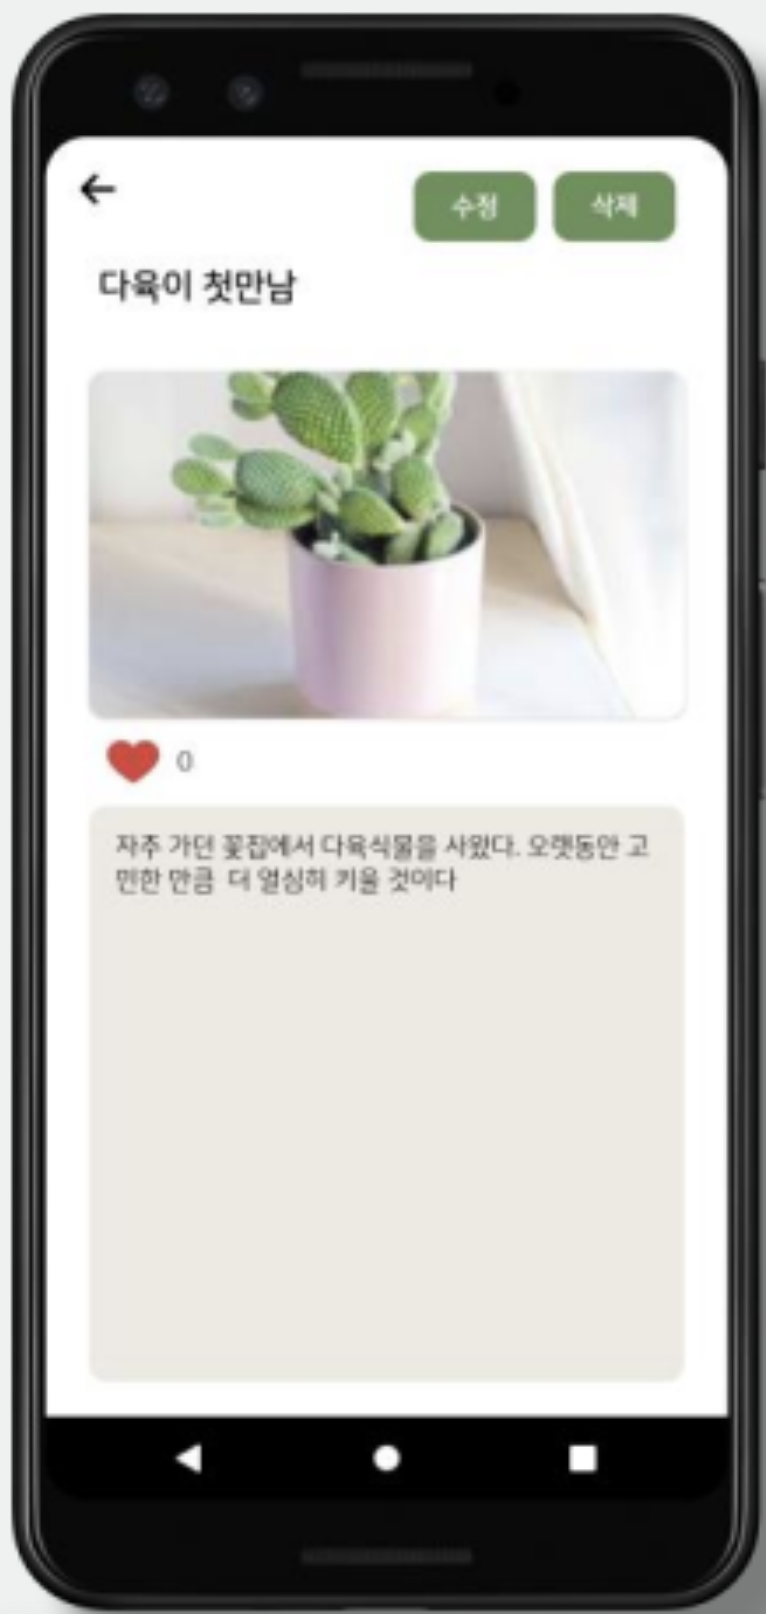 수정 삭제
다육이 첫만남
0
자주 가던 꽃집에서 다육식물을 사왔다. 오랫동안 고
민한 만큼  더 열심히 키울 것이다